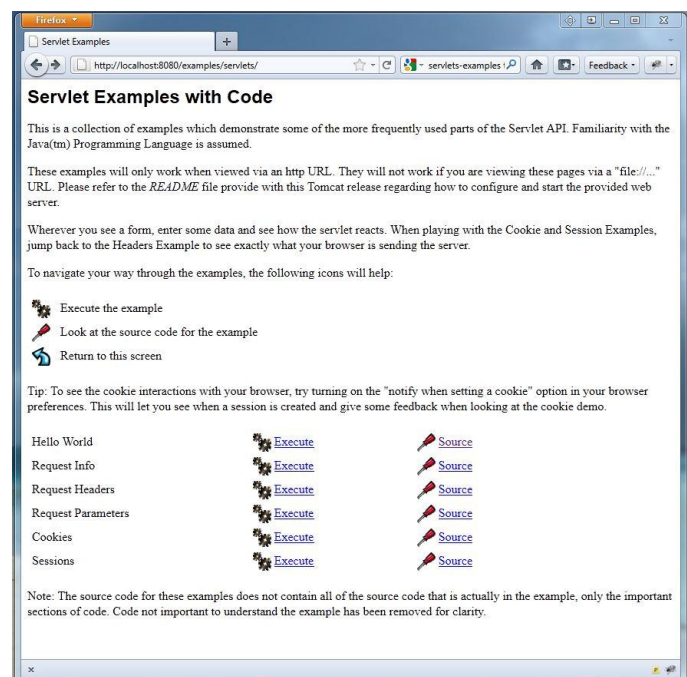 Firefox
Servlet Examples
http://localhost:8080/examples/servlets/
servlets-examples
Feedback
Servlet Examples with Code
This is a collection of examples which demonstrate some of the more frequently used parts of the Servlet API. Familiarity with the
Java(tm) Programming Language is assumed.
These examples will only work when viewed via an http URL. They will not work if you are viewing these pages via a "file://..."
URL. Please refer to the README file provide with this Tomcat release regarding how to configure and start the provided web
server.
Wherever you see a form, enter some data and see how the servlet reacts. When playing with the Cookie and Session Examples,
jump back to the Headers Example to see exactly what your browser is sending the server.
To navigate your way through the examples, the following icons will help:
Execute the example
Look at the source code for the example
Return to this screen
Tip: To see the cookie interactions with your browser, try turning on the "notify when setting a cookie" option in your browser
preferences. This will let you see when a session is created and give some feedback when looking at the cookie demo.
Hello World Execute Source
Request Info Execute Source
Request Headers Execute Source
Request Parameters Execute Source
Cookies Execute Source
Sessions Execute Source
Note: The source code for these examples does not contain all of the source code that is actually in the example, only the important
sections of code. Code not important to understand the example has been removed for clarity.